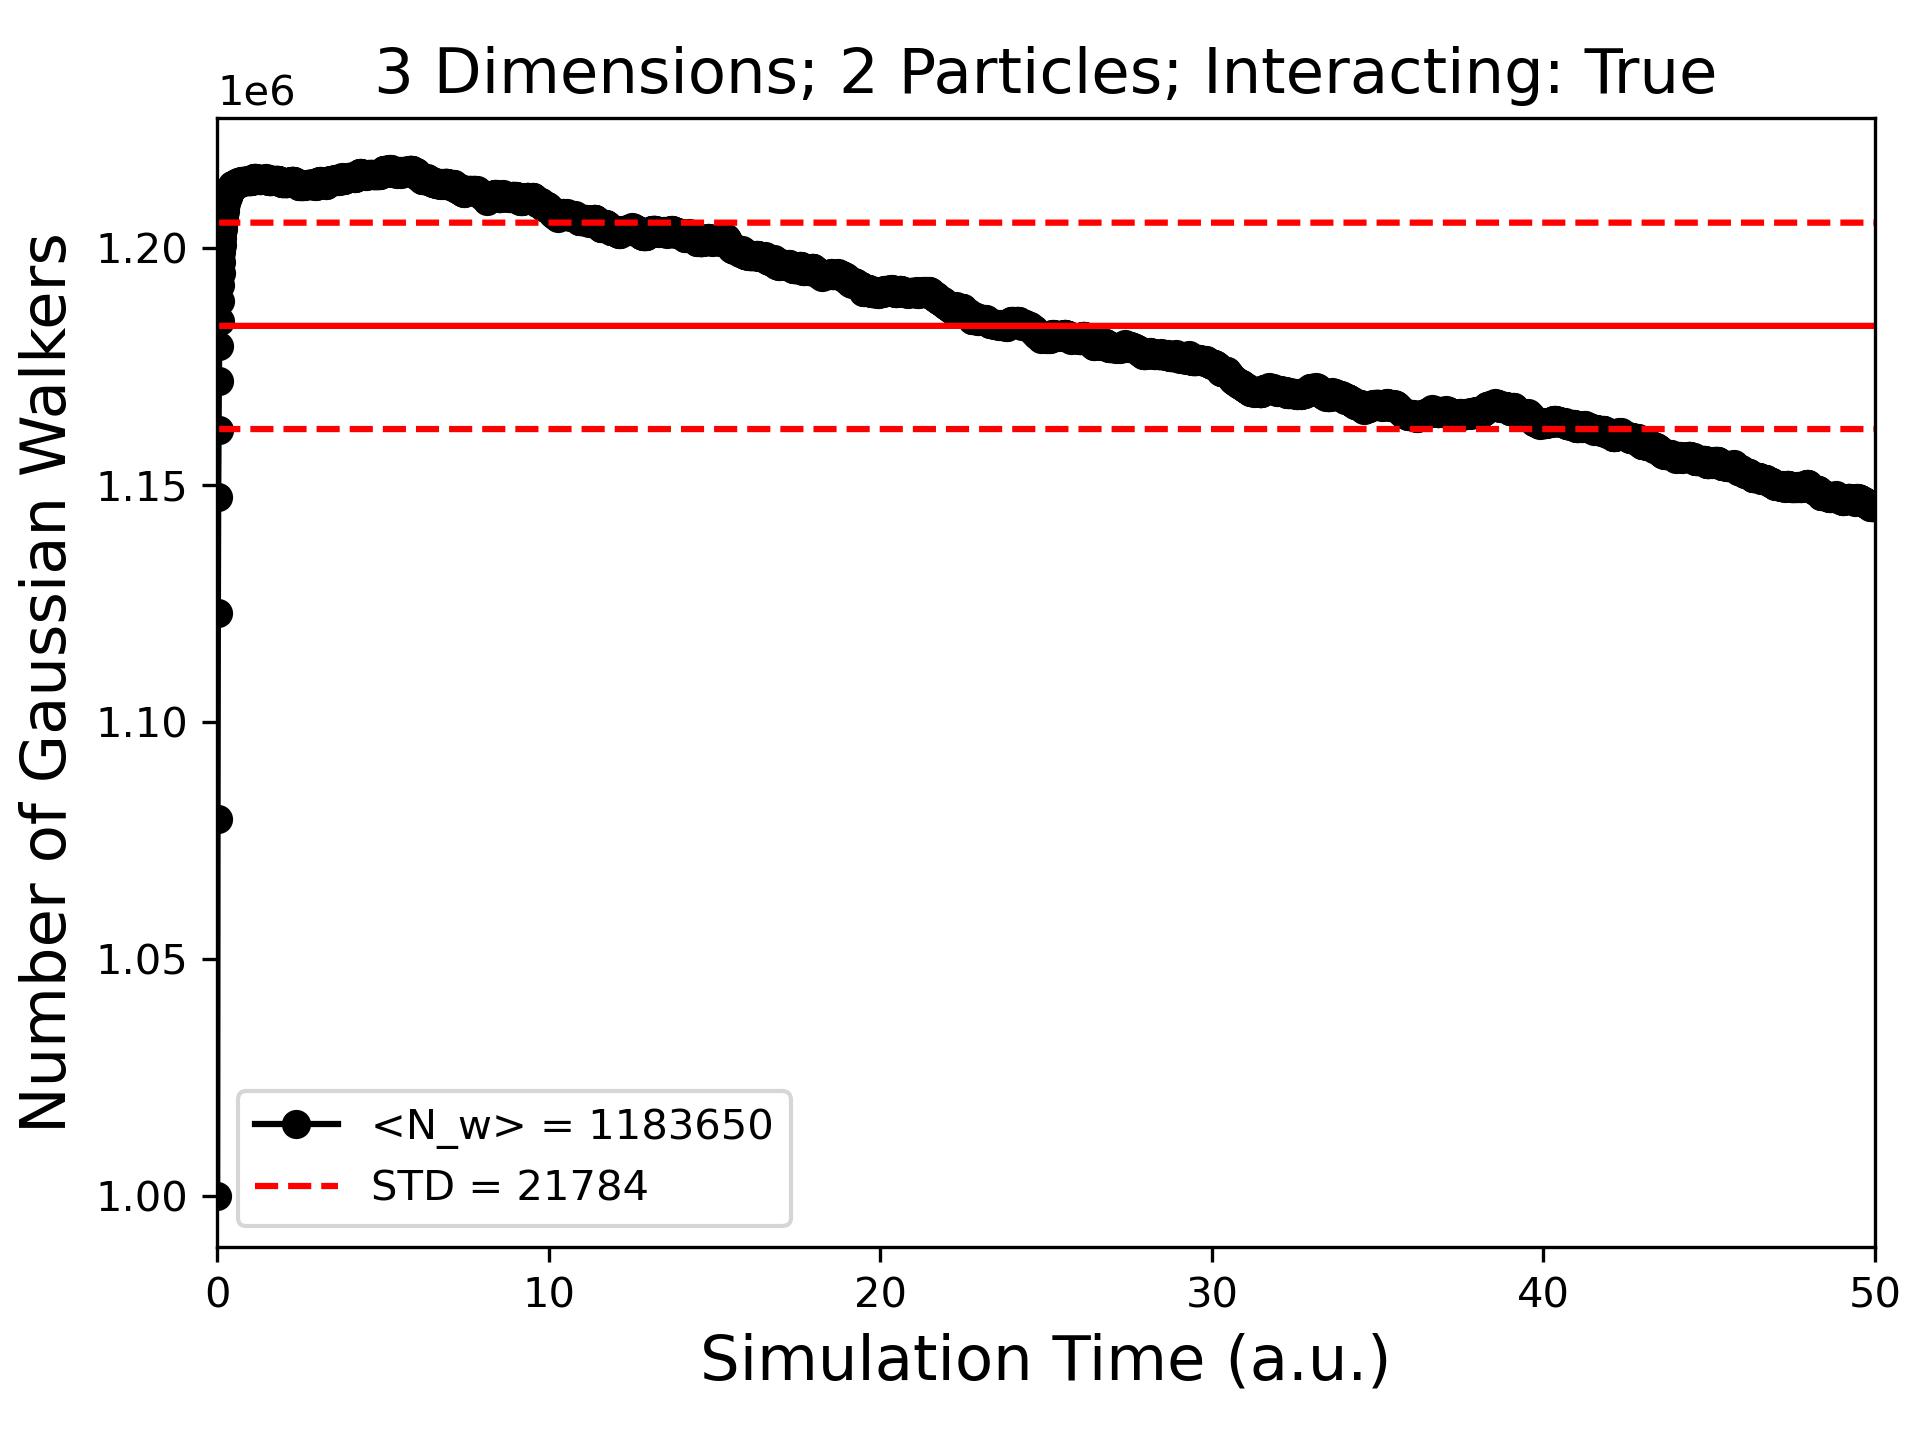 3 Dimensions; 2 Particles; Interacting: True
1e6
Number of Gaussian Walkers
1.20
1.15
1.10
1.05
1.00
<N_w> = 1183650
STD = 21784
0 10 20 30 40 50
Simulation Time (a.u.)